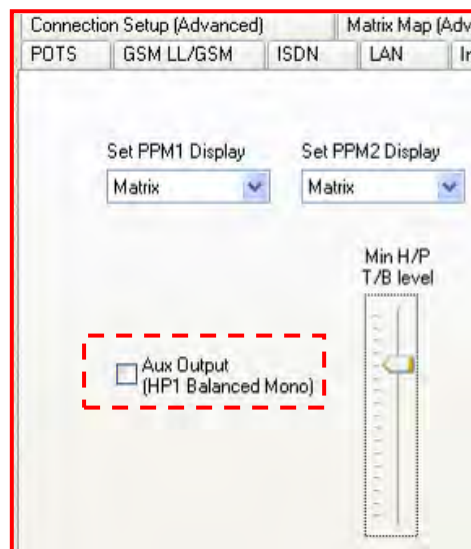 Connection Setup (Advanced) Matrix Map (Adv
POTS GSM LL/GSM ISDN LAN In
Set PPM1 Display Set PPM2 Display
Matrix Matrix
Min H/P
T/B level
Aux Output
(HP1 Balanced Mono)